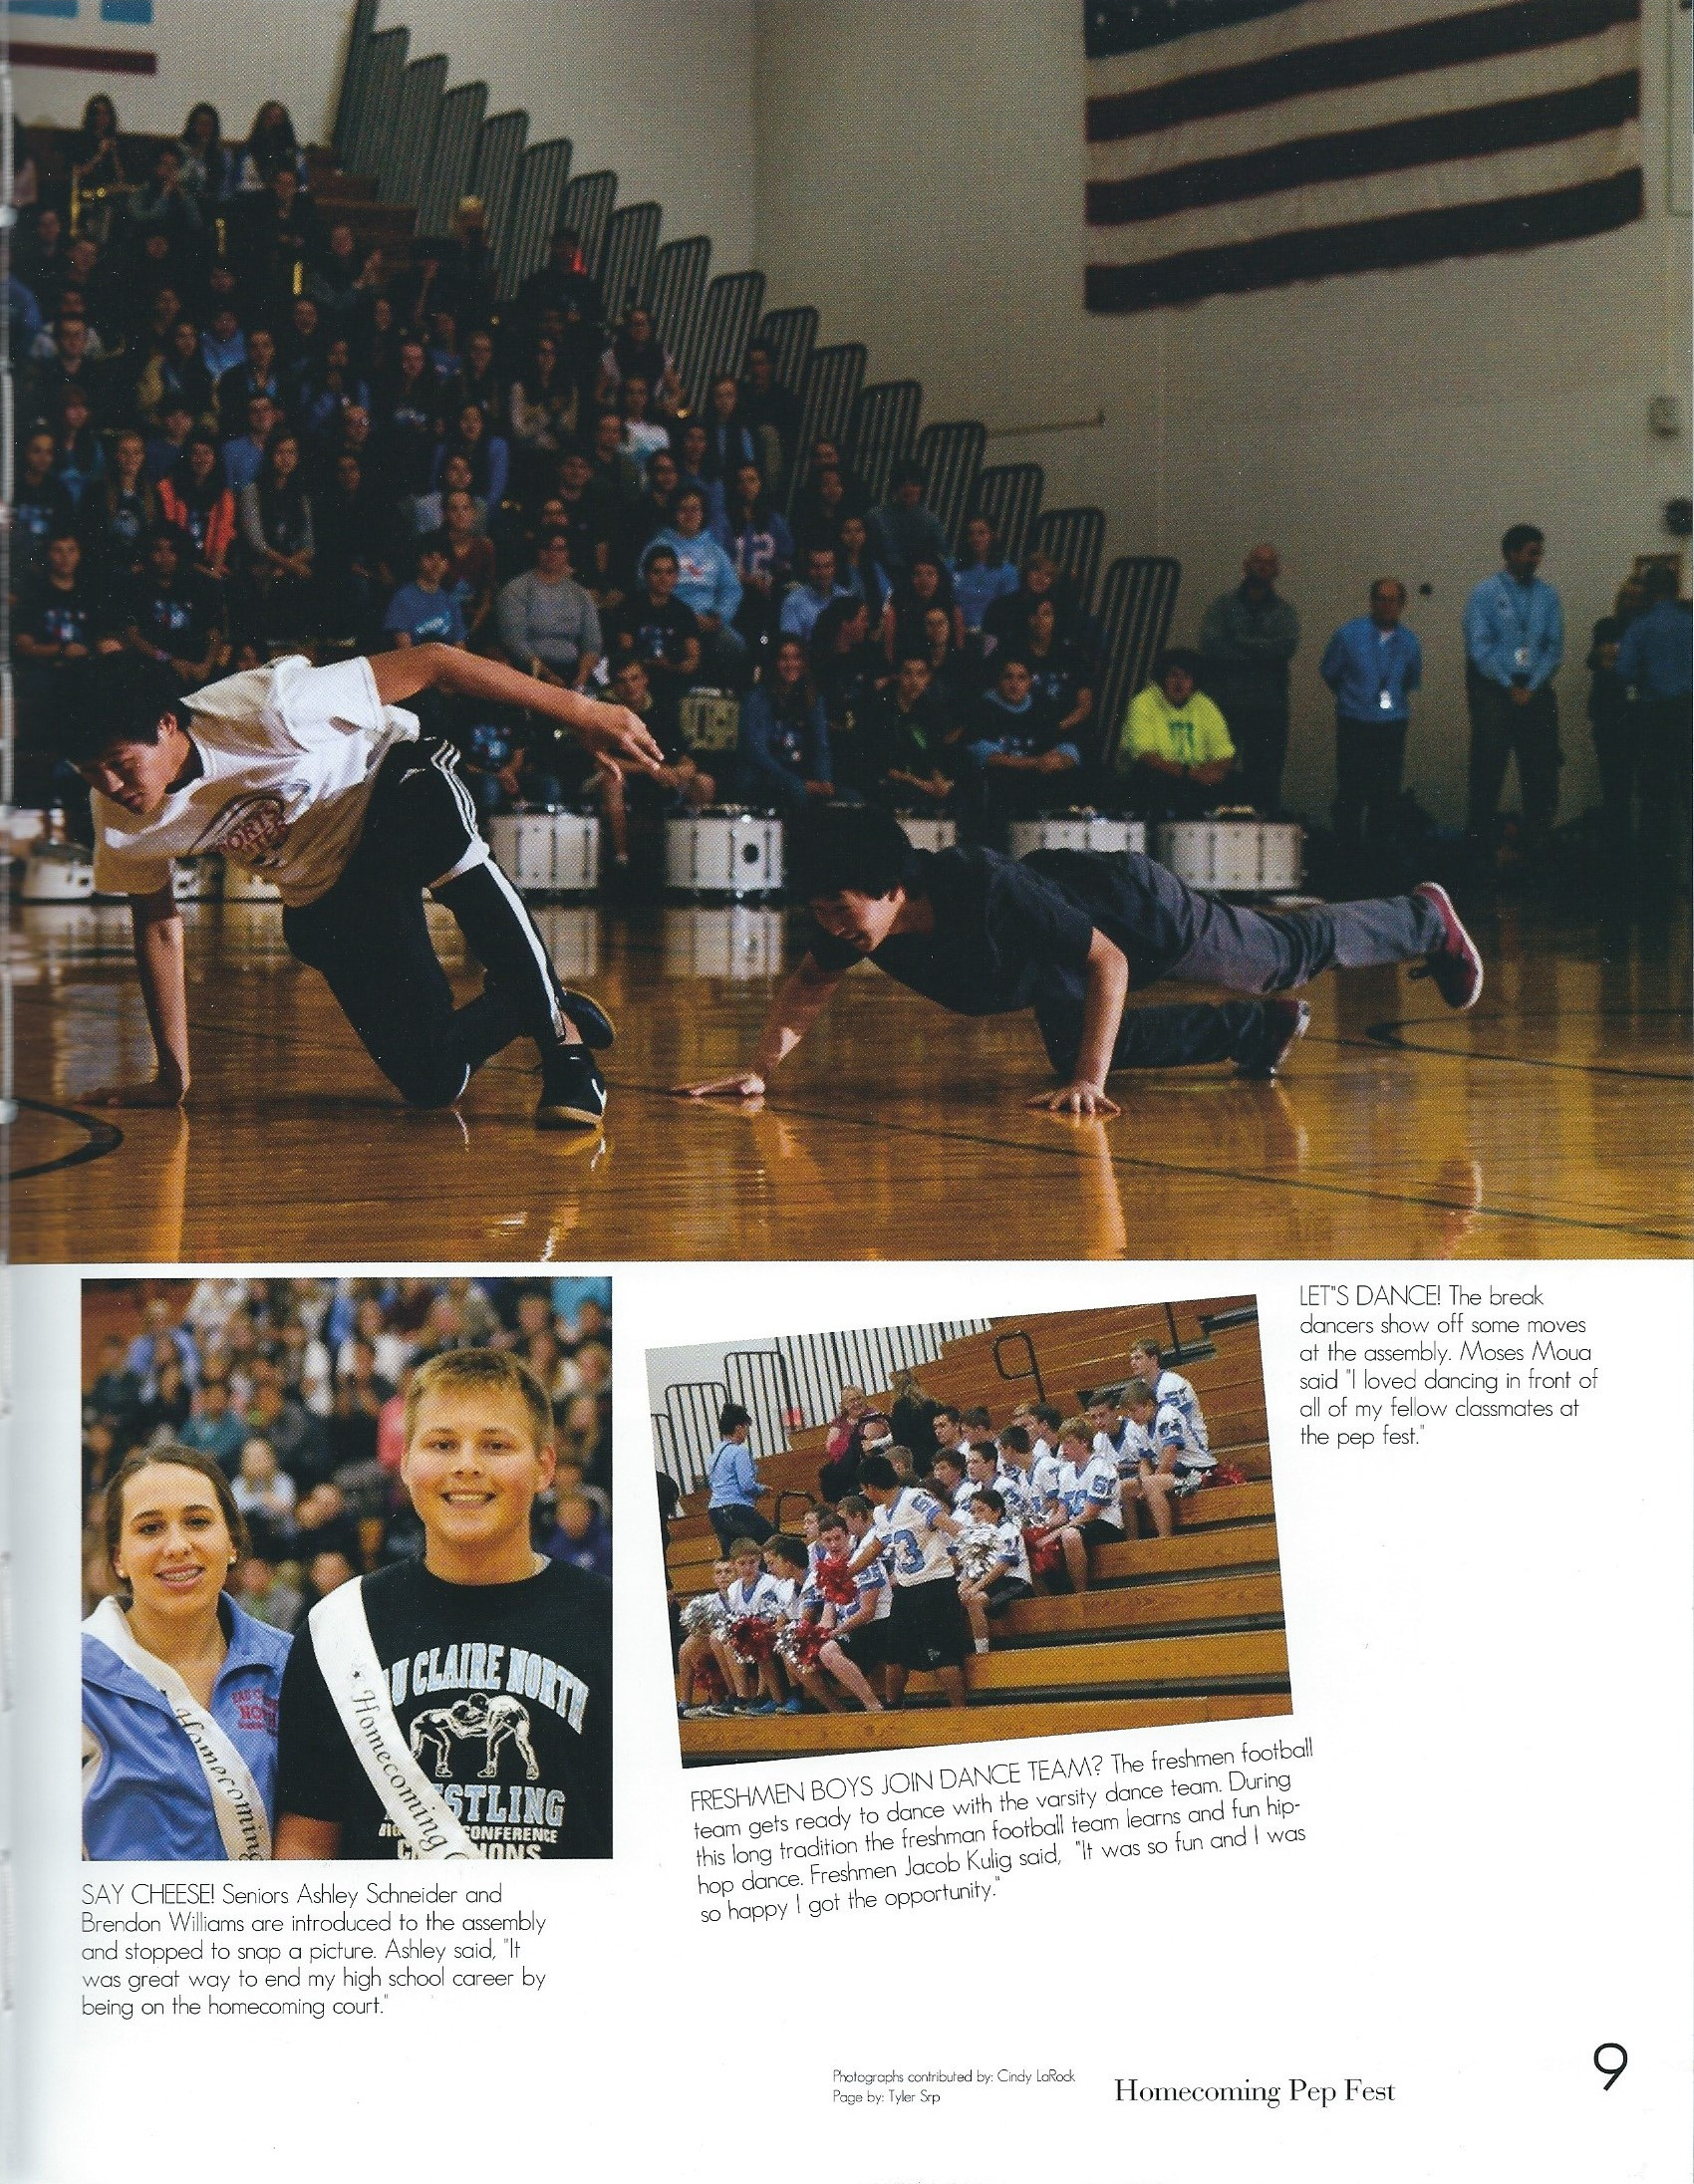 SPORTS
12
LET"S DANCE! The break
dancers show off some moves
at the assembly. Moses Moua
said "I loved dancing in front of
all of my fellow classmates at
the pep fest."
Homecoming
NORTH
Homecoming
U CLAIRE NORTH
STLING
CONFERENCE
53
FRESHMEN BOYS JOIN DANCE TEAM? The freshmen football
team gets ready to dance with the varsity dance team. During
this long tradition the freshman football team learns and fun hip-
hop dance. Freshmen Jacob Kulig said, "It was so fun and I was
so happy I got the opportunity."
SAY CHEESE! Seniors Ashley Schneider and
Brendon Williams are introduced to the assembly
and stopped to snap a picture. Ashley said, "It
was great way to end my high school career by
being on the homecoming court."
Photographs contributed by: Cindy LaRock
Page by: Tyler Srp
Homecoming Pep Fest
9